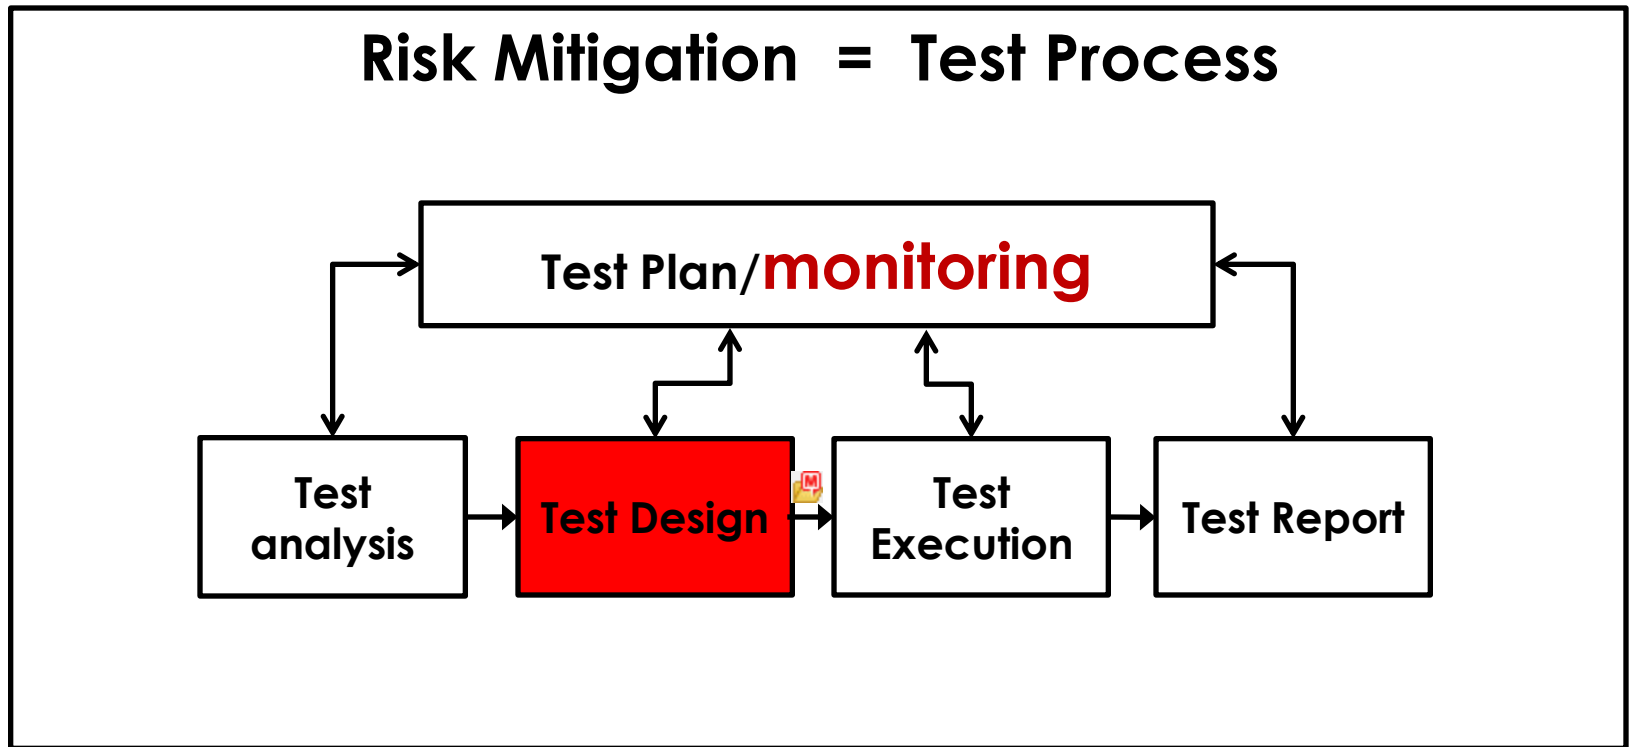 Risk Mitigation = Test Process
Test Plan/monitoring
Test
analysis
Test Design
M
Test
Execution
Test Report